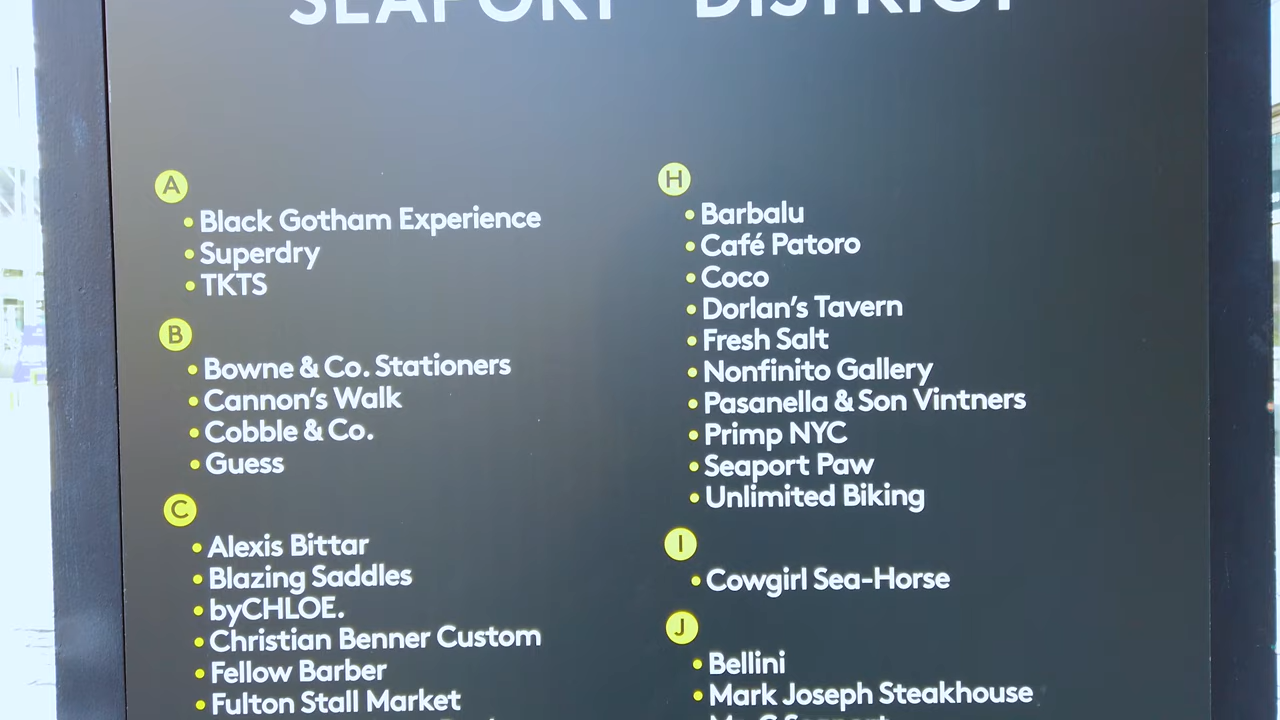 SEAPORT DISTRICT
A
• Black Gotham Experience
• Superdry
• TKTS
B
• Bowne & Co. Stationers
• Cannon's Walk
• Cobble & Co.
• Guess
C
• Alexis Bittar
• Blazing Saddles
• byCHLOE.
• Christian Benner Custom
• Fellow Barber
• Fulton Stall Market
H
• Barbalu
• Café Patoro
• Coco
• Dorlan's Tavern
• Fresh Salt
• Nonfinito Gallery
• Pasanella & Son Vintners
• Primp NYC
• Seaport Paw
• Unlimited Biking
I
• Cowgirl Sea-Horse
J
• Bellini
• Mark Joseph Steakhouse